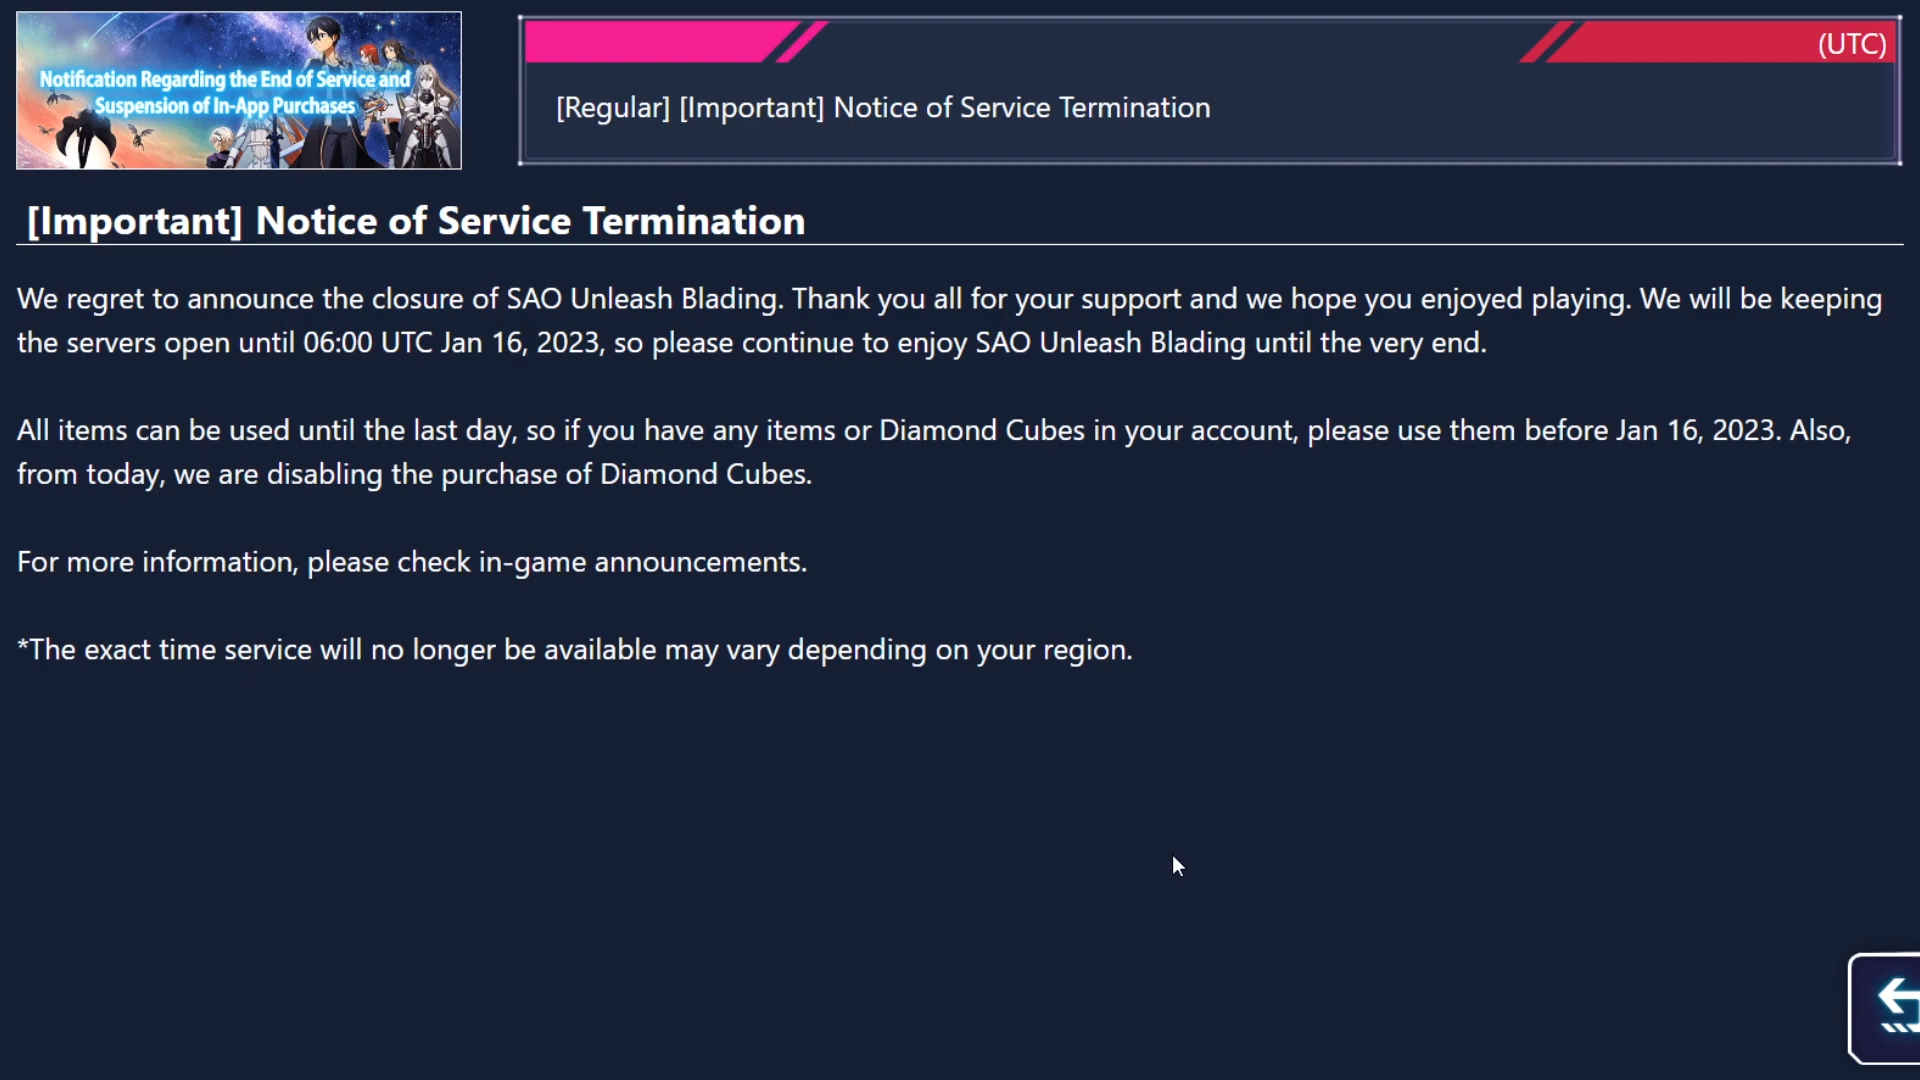 Notification Regarding the End of Service and
Suspension of In-App Purchases
(UTC)
[Regular] [Important] Notice of Service Termination
[Important] Notice of Service Termination
We regret to announce the closure of SAO Unleash Blading. Thank you all for your support and we hope you enjoyed playing. We will be keeping
the servers open until 06:00 UTC Jan 16, 2023, so please continue to enjoy SAO Unleash Blading until the very end.
All items can be used until the last day, so if you have any items or Diamond Cubes in your account, please use them before Jan 16, 2023. Also,
from today, we are disabling the purchase of Diamond Cubes.
For more information, please check in-game announcements.
*The exact time service will no longer be available may vary depending on your region.